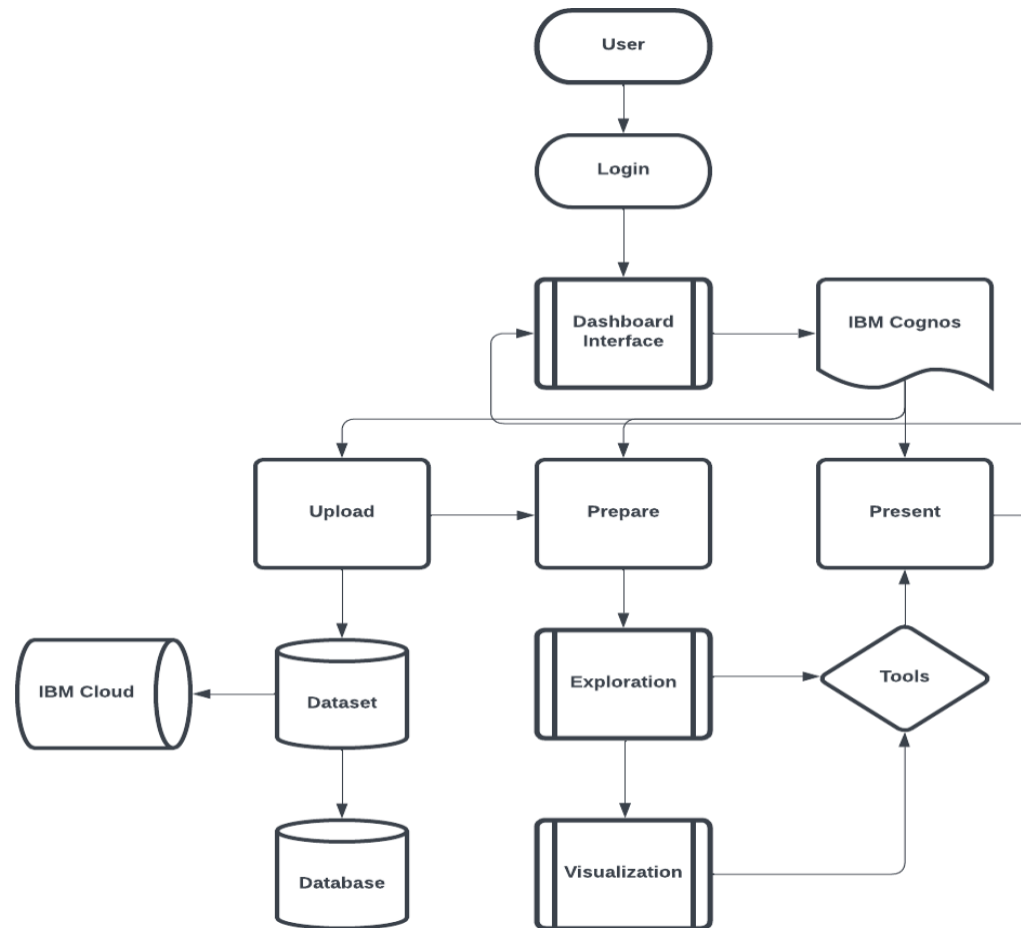 User
Login
Dashboard
Interface
IBM Cognos
Upload
Prepare
Present
IBM Cloud
Dataset
Exploration
Tools
Database
Visualization